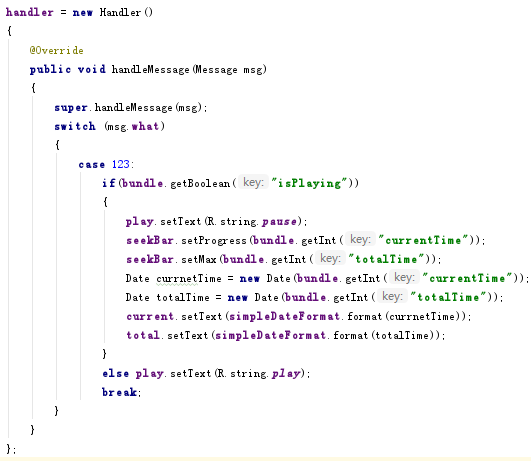 handler = new Handler()
{
@Override
public void handleMessage(Message msg)
{
super.handleMessage(msg);
switch (msg.what)
{
case 123:
if(bundle.getBoolean( key: "isPlaying"))
{
play.setText(R.string.pause);
seekBar.setProgress(bundle.getInt( key: "currentTime"));
seekBar.setMax(bundle.getInt( key: "totalTime"));
Date currnetTime = new Date(bundle.getInt( key: "currentTime"));
Date totalTime = new Date(bundle.getInt( key: "totalTime"));
current.setText(simpleDateFormat.format(currnetTime));
total.setText(simpleDateFormat.format(totalTime));
}
else play.setText(R.string.play);
break;
}
}
};